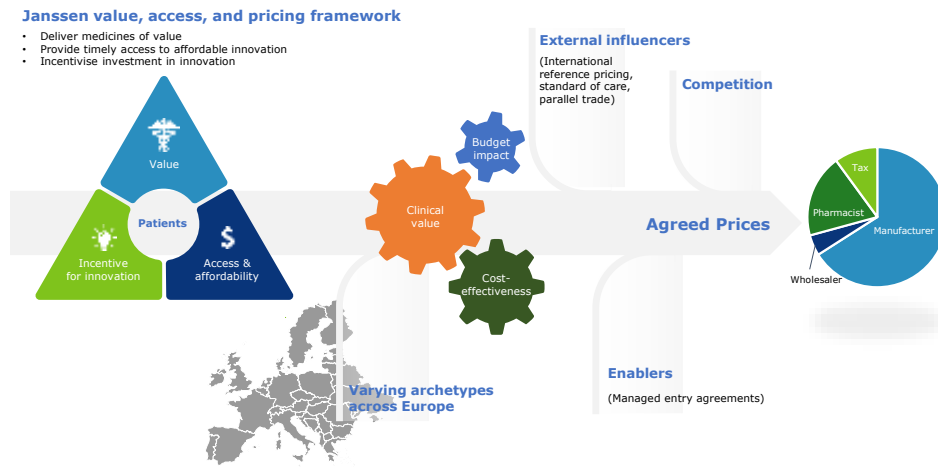 Janssen value, access, and pricing framework
• Deliver medicines of value
• Provide timely access to affordable innovation
• Incentivise investment in innovation
External influencers
(International
reference pricing,
standard of care,
parallel trade)
Competition
Value
Budget
impact
Patients
Clinical
value
Agreed Prices
Tax
Pharmacist
Manufacturer
Wholesaler
Incentive
for innovation
$
Access &
affordability
Cost-
effectiveness
Varying archetypes
across Europe
Enablers
(Managed entry agreements)